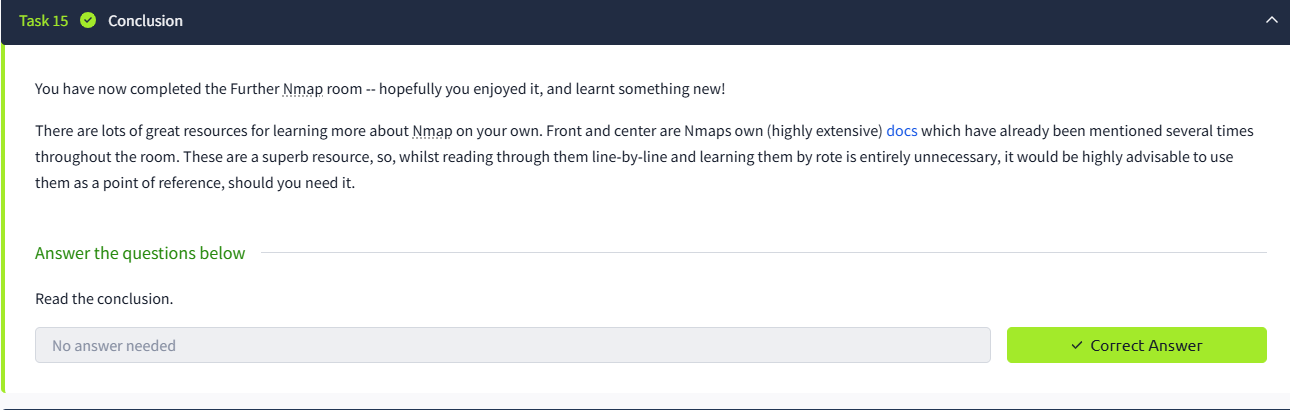 Task 15 Conclusion
You have now completed the Further Nmap room -- hopefully you enjoyed it, and learnt something new!
There are lots of great resources for learning more about Nmap on your own. Front and center are Nmaps own (highly extensive) docs which have already been mentioned several times
throughout the room. These are a superb resource, so, whilst reading through them line-by-line and learning them by rote is entirely unnecessary, it would be highly advisable to use
them as a point of reference, should you need it.
Answer the questions below
Read the conclusion.
No answer needed
Correct Answer